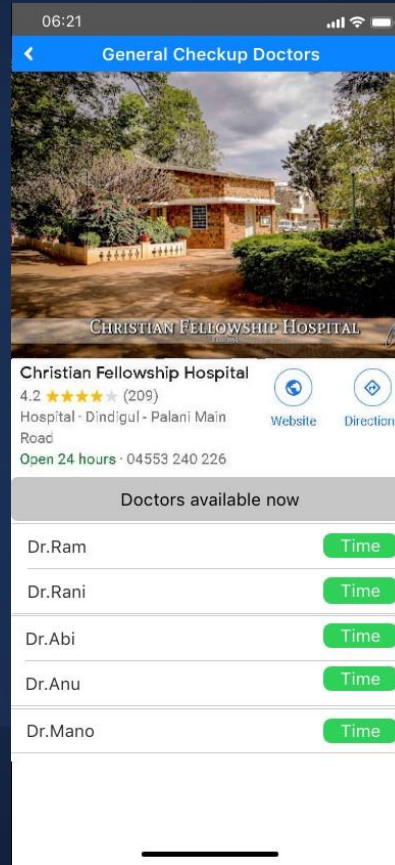 06:21
General Checkup Doctors
CHRISTIAN FELLOWSHIP HOSPITAL
Christian Fellowship Hospital
4.2 (209)
Hospital · Dindigul - Palani Main
Road
Open 24 hours · 04553 240 226
Website
Direction
Doctors available now
Dr.Ram Time
Dr.Rani Time
Dr.Abi Time
Dr.Anu Time
Dr.Mano Time